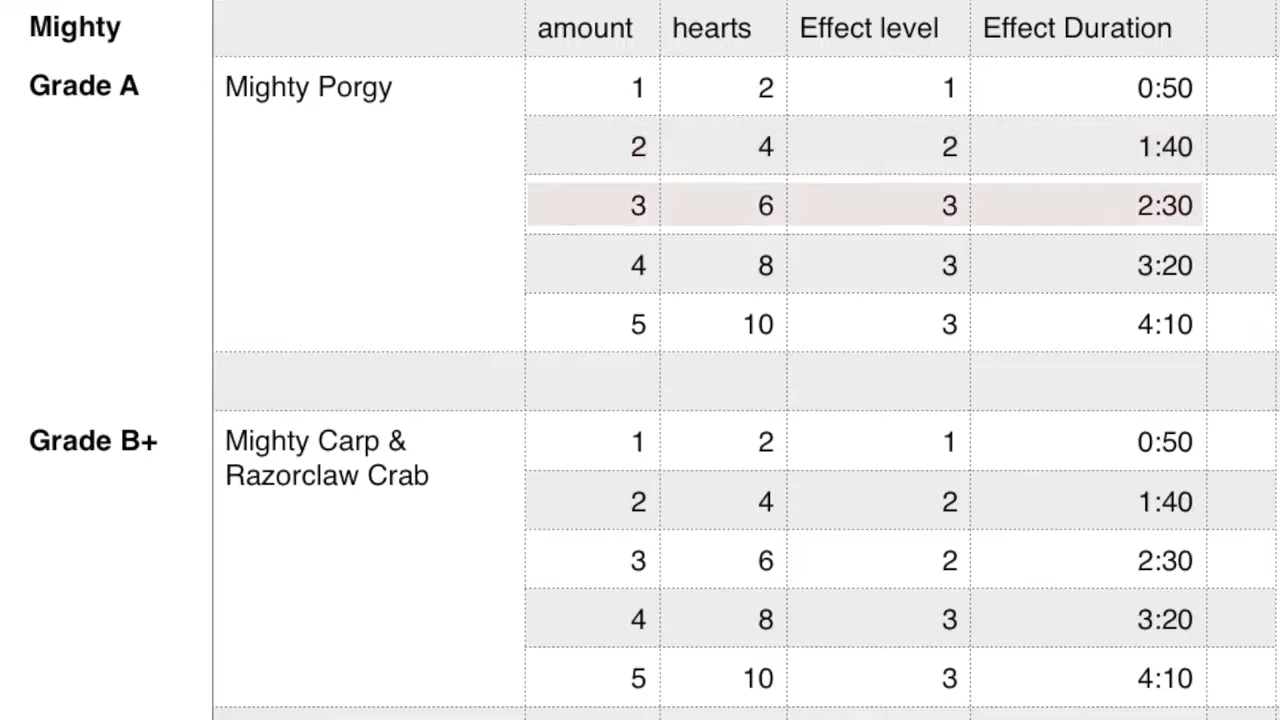 Mighty amount hearts Effect level Effect Duration
Grade A Mighty Porgy 1 2 1 0:50
2 4 2 1:40
3 6 3 2:30
4 8 3 3:20
5 10 3 4:10
Grade B+ Mighty Carp & 1 2 1 0:50
Razorclaw Crab
2 4 2 1:40
3 6 2 2:30
4 8 3 3:20
5 10 3 4:10